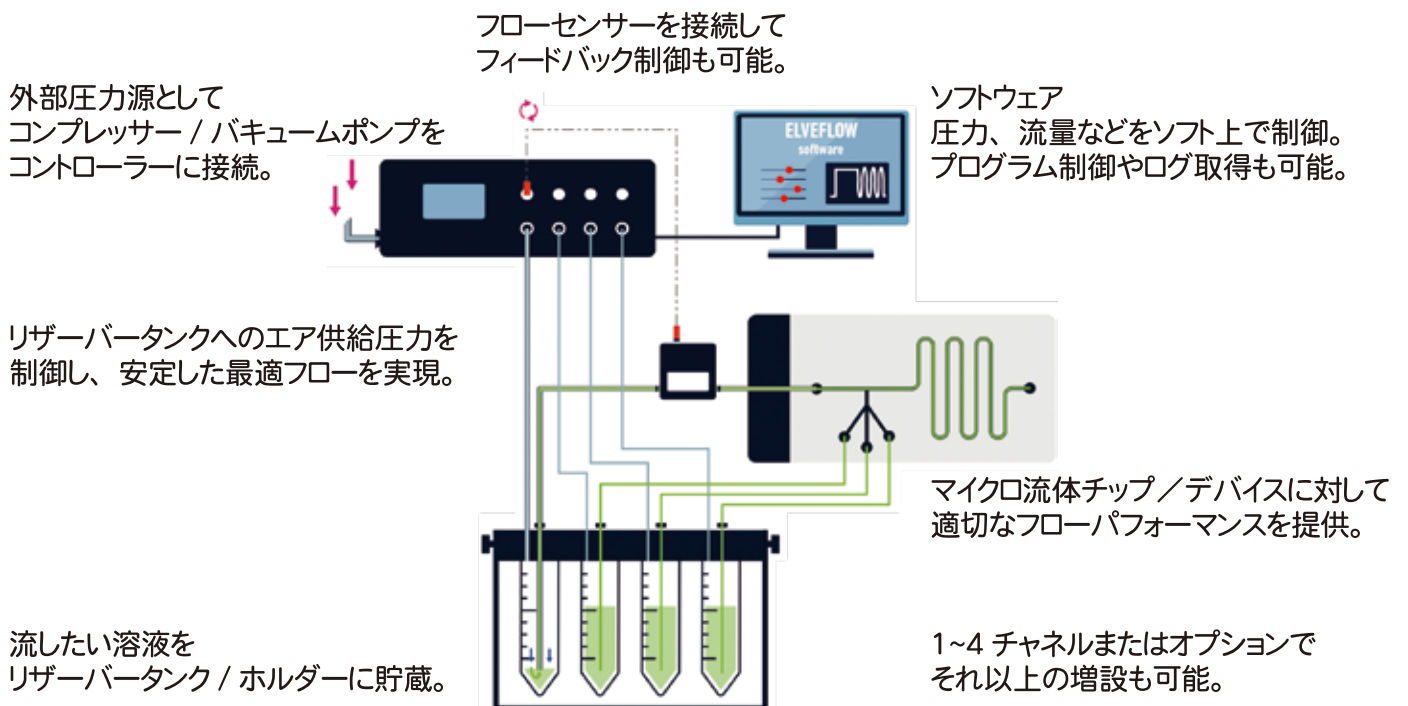 フローセンサーを接続して
フィードバック制御も可能。
外部圧力源として
コンプレッサー / バキュームポンプを
コントローラーに接続。
ELVEFLOW
software
ソフトウェア
圧力、流量などをソフト上で制御。
プログラム制御やログ取得も可能。
リザーバータンクへのエア供給圧力を
制御し、安定した最適フローを実現。
マイクロ流体チップ／デバイスに対して
適切なフローパフォーマンスを提供。
流したい溶液を
リザーバータンク / ホルダーに貯蔵。
1~4 チャネルまたはオプションで
それ以上の増設も可能。